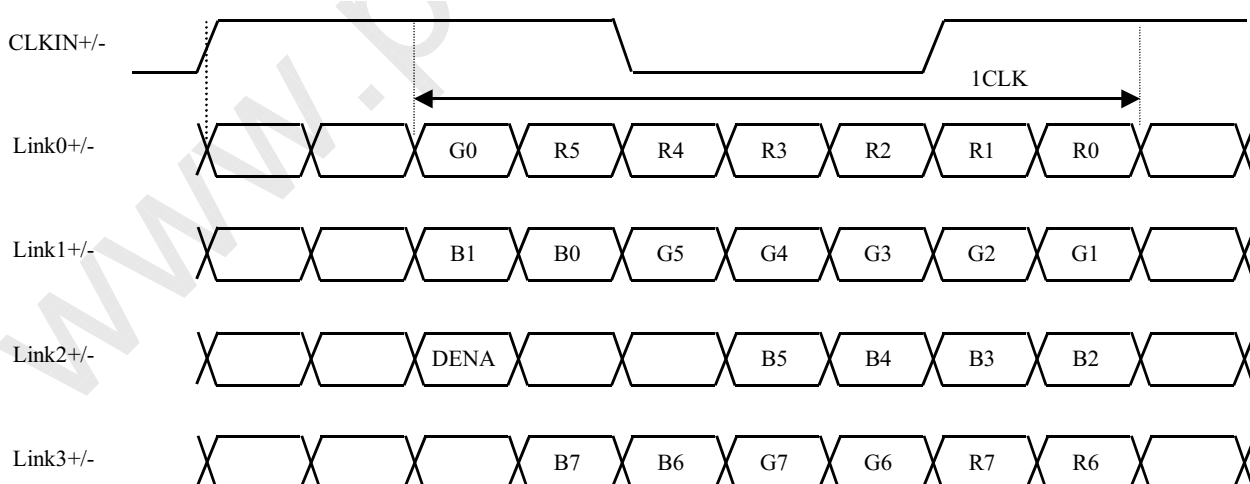 CLKIN+/-
1CLK
Link0+/- G0 R5 R4 R3 R2 R1 R0
Link1+/- B1 B0 G5 G4 G3 G2 G1
Link2+/- DENA B5 B4 B3 B2
Link3+/- B7 B6 G7 G6 R7 R6
www.p